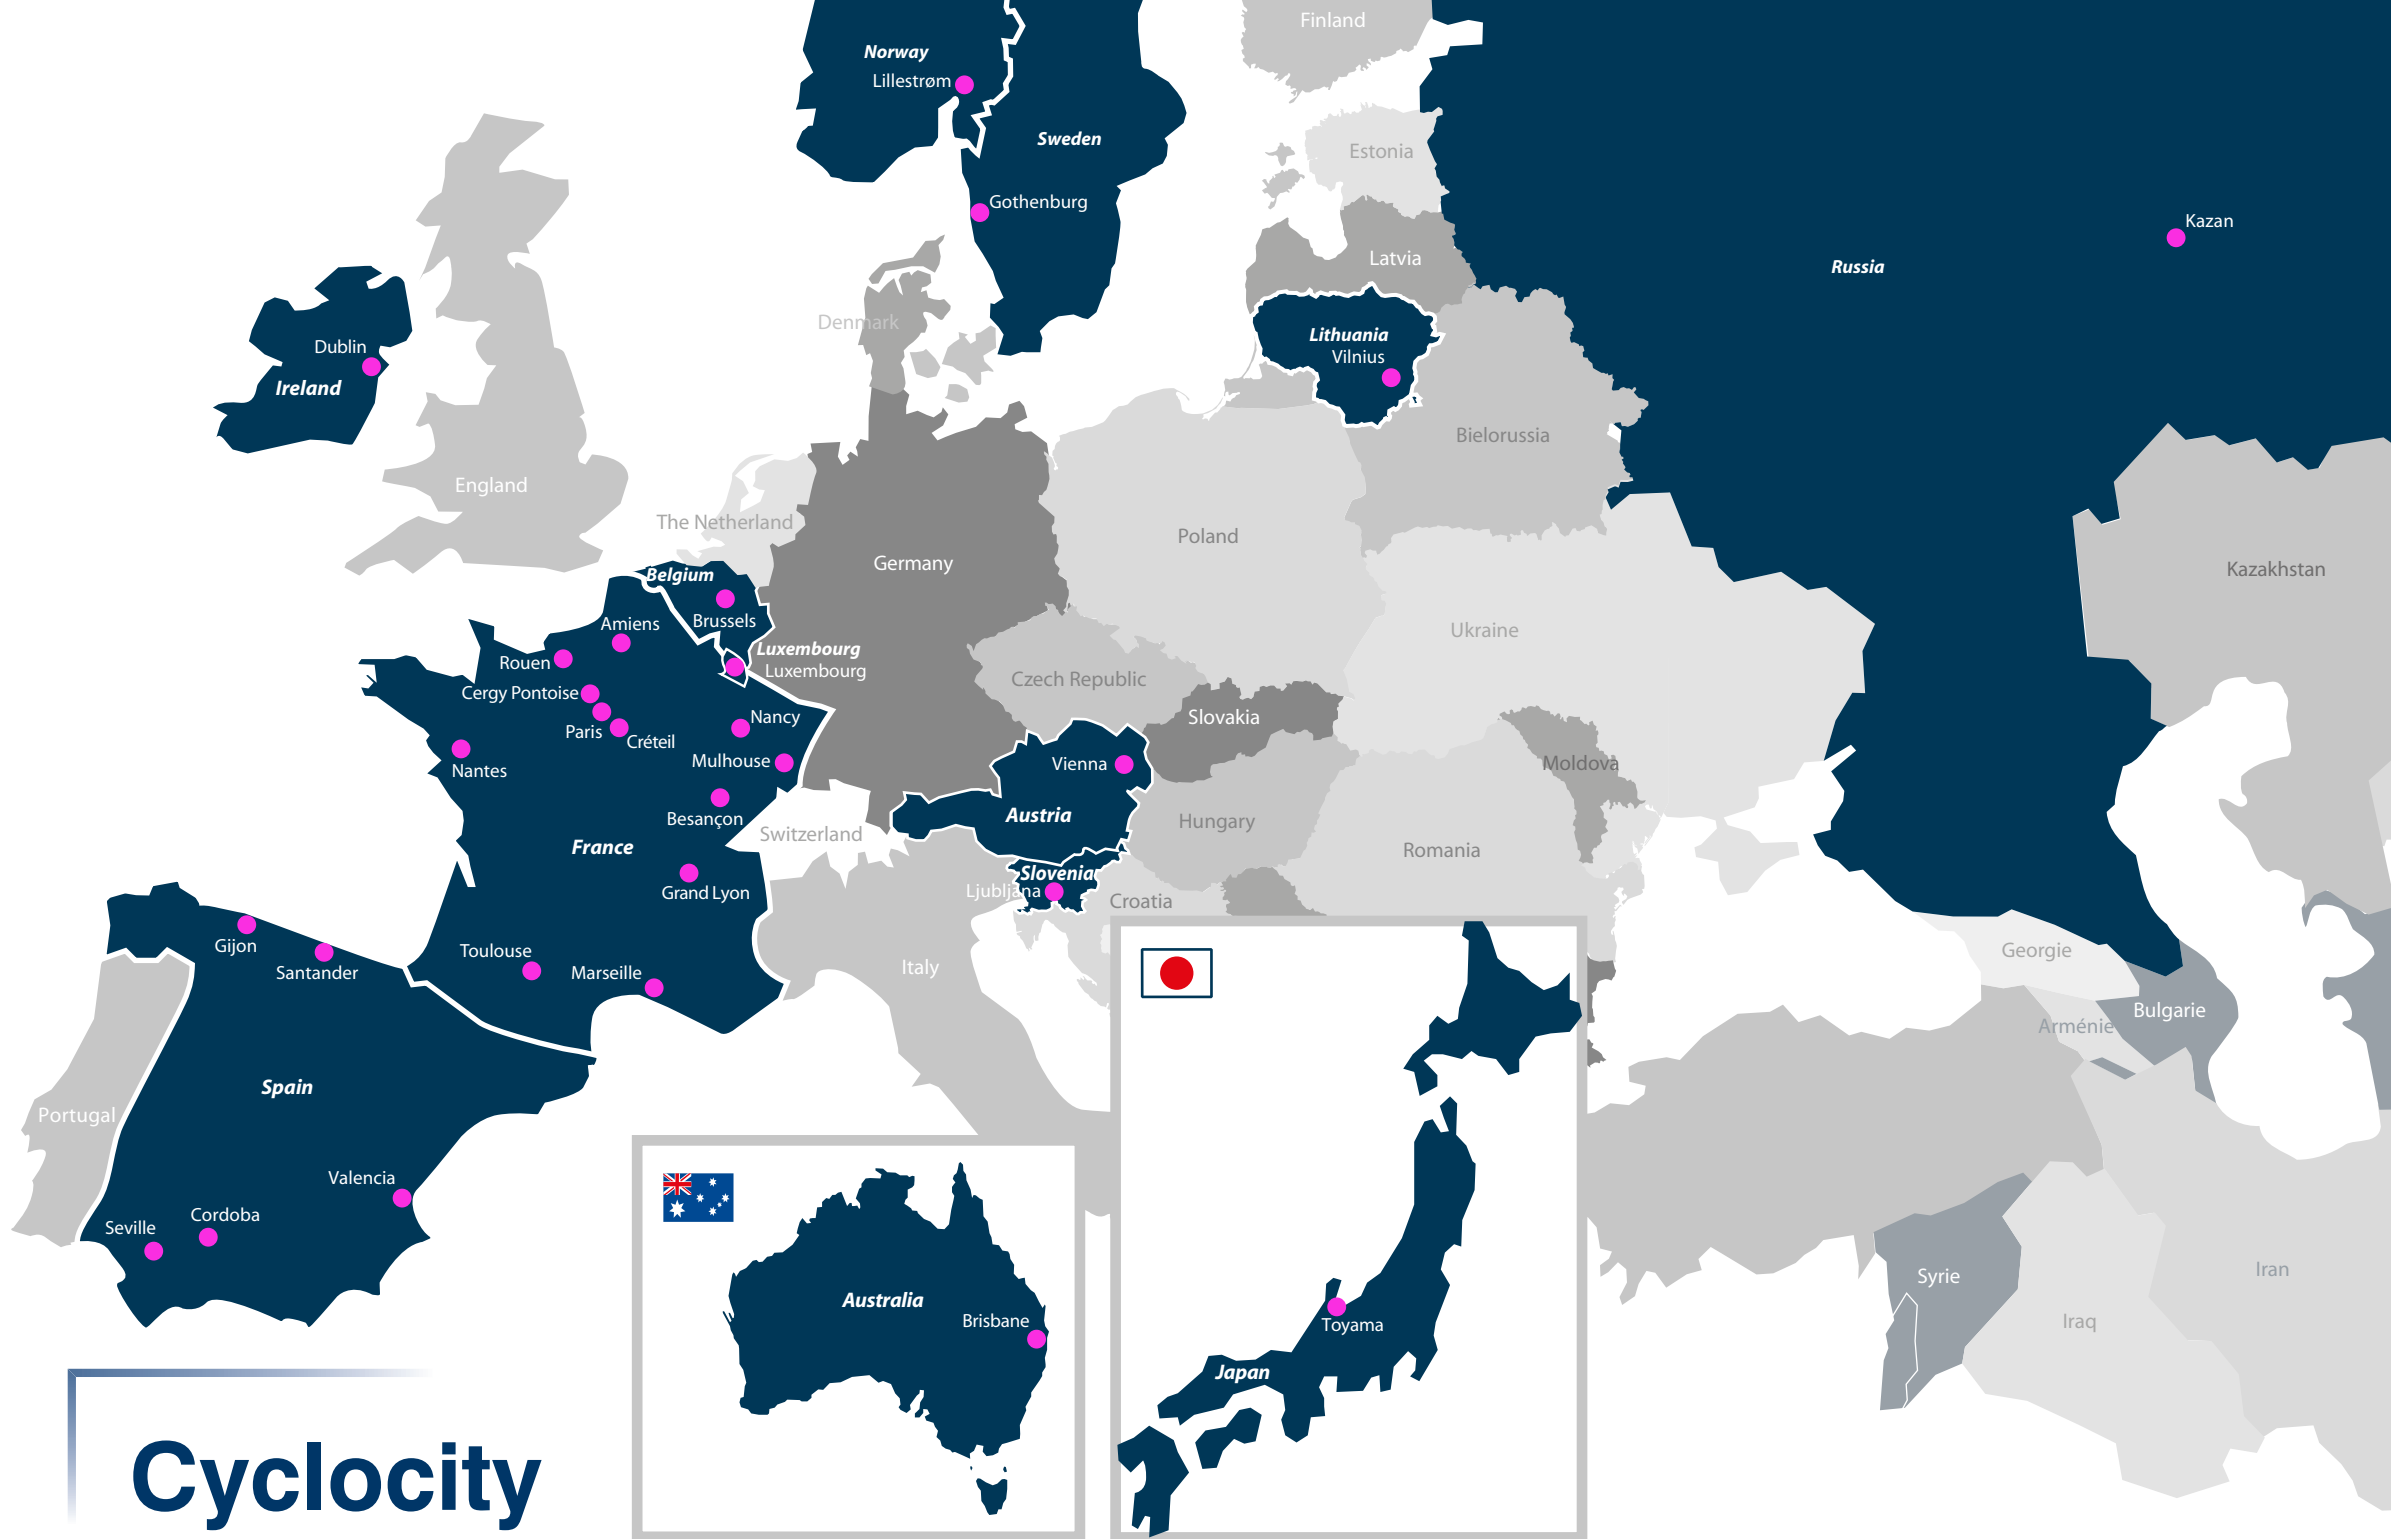 Finland
Norway
Lillestrøm
Sweden
Estonia
Gothenburg
Kazan
Latvia
Russia
Denmark
Lithuania
Vilnius
Dublin
Ireland
Bielorussia
England
The Netherland
Poland
Germany
Kazakhstan
Belgium
Brussels
Amiens
Ukraine
Luxembourg
Luxembourg
Rouen
Czech Republic
Cergy Pontoise
Nancy
Slovakia
Paris
Créteil
Mulhouse
Nantes
Vienna
Moldova
Besançon
Austria
Hungary
Switzerland
France
Romania
Slovenia
Ljubljana
Grand Lyon
Croatia
Gijon
Toulouse
Santander
Marseille
Italy
Georgie
Bulgarie
Arménie
Spain
Portugal
Valencia
Cordoba
Seville
Syrie
Iran
Iraq
Australia
Brisbane
Toyama
Japan
Cyclocity